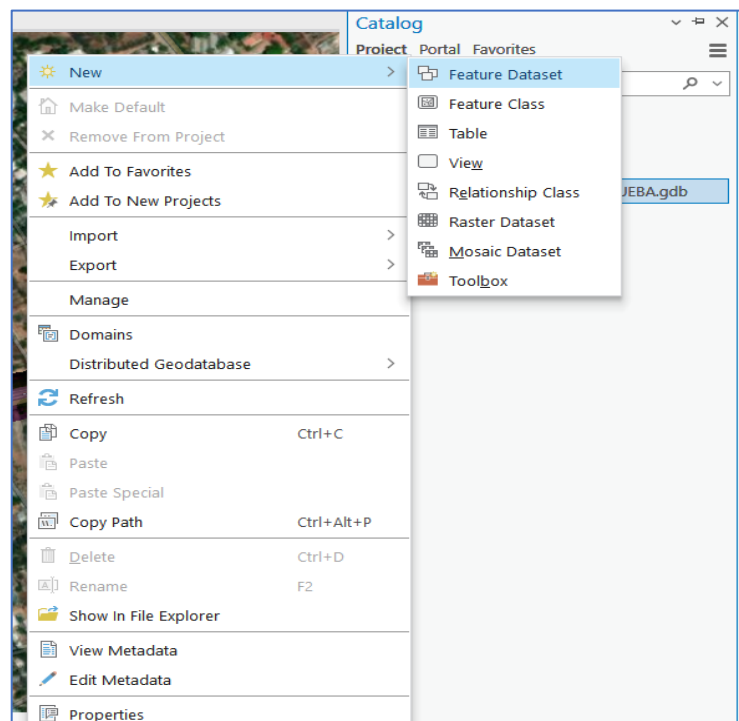 Catalog
Project Portal Favorites
New
Make Default
Remove From Project
Add To Favorites
Add To New Projects
Import
Export
Manage
Domains
Distributed Geodatabase
Refresh
Copy Ctrl+C
Paste
Paste Special
Copy Path Ctrl+Alt+P
Delete Ctrl+D
Rename F2
Show In File Explorer
View Metadata
Edit Metadata
Properties
Feature Dataset
Feature Class
Table
View
Relationship Class
Raster Dataset
Mosaic Dataset
Toolbox
UEBA.gdb